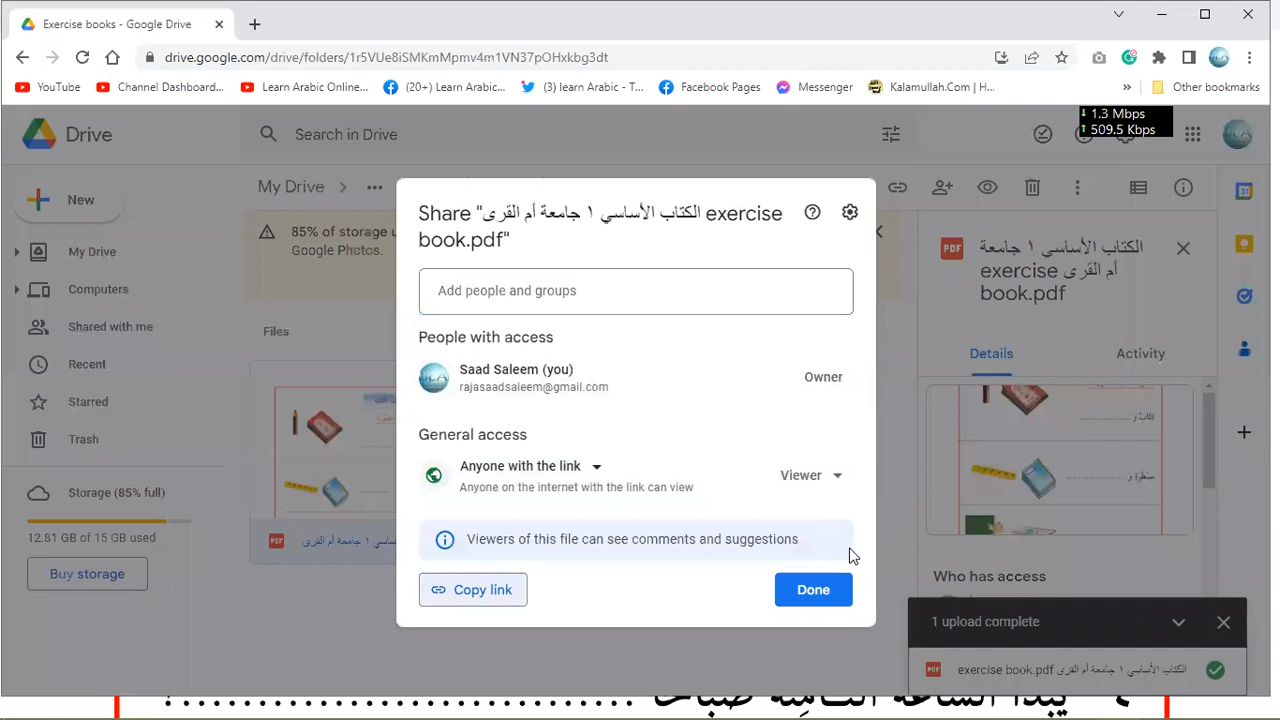 Exercise books - Google Drive
drive.google.com/drive/folders/1r5VUe8iSMKmMpmv4m1VN37pOHxkbg3dt
YouTube
Channel Dashboard...
Learn Arabic Online...
(20+) Learn Arabic...
(3) learn Arabic - T...
Facebook Pages
Messenger
Kalamullah.Com | H...
Other bookmarks
1.3 Mbps
509.5 Kbps
Drive
Search in Drive
New
My Drive
Computers
Shared with me
Recent
Starred
Trash
Storage (85% full)
12.81 GB of 15 GB used
Buy storage
My Drive
85% of storage u
Google Photos.
Files
PDF
Share "الكتاب الأساسي ١ جامعة أم القرى exercise
book.pdf"
Add people and groups
People with access
Saad Saleem (you)
rajasaadsaleem@gmail.com
Owner
General access
Anyone with the link
Anyone on the internet with the link can view
Viewer
Viewers of this file can see comments and suggestions
Copy link
Done
PDF
الكتاب الأساسي ١ جامعة
أم القرى exercise
book.pdf
Details
Activity
كتاب و ..........
مسطرة و ..........
Who has access
1 upload complete
PDF
الكتاب الأساسي ١ جامعة أم القرى exercise book.pdf